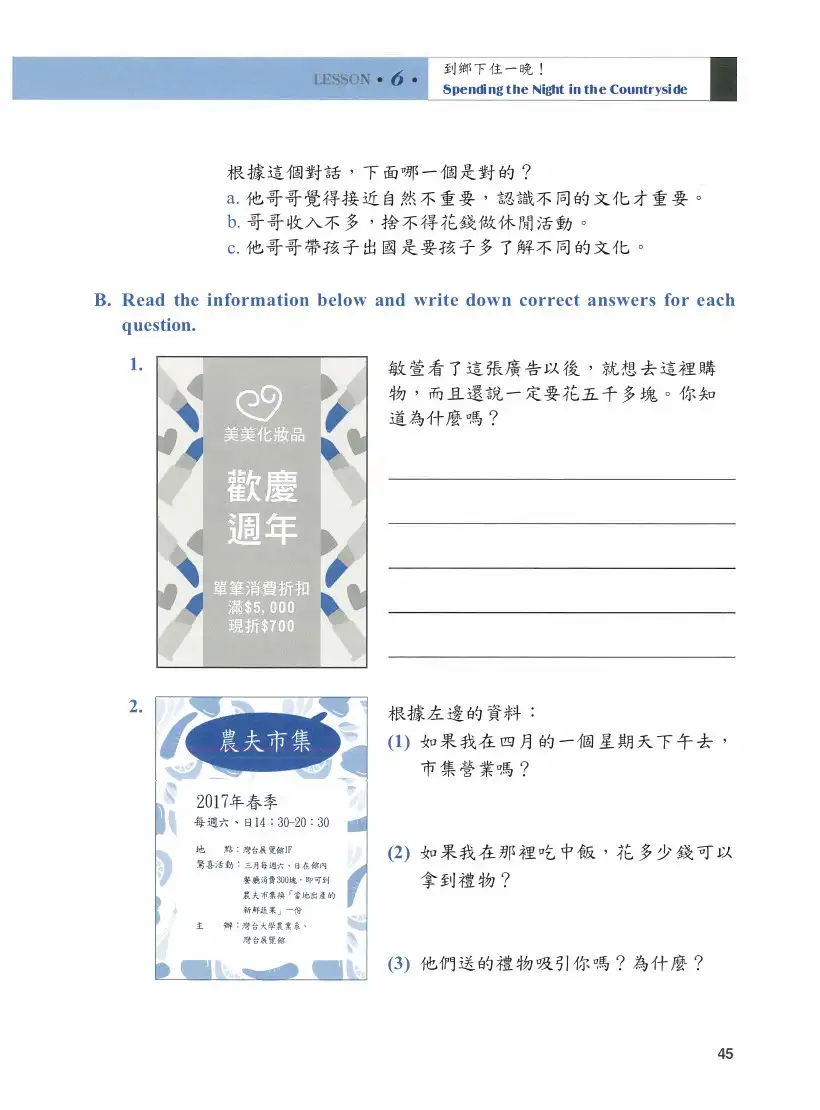 LESSON • 6 •
到鄉下住一晚！
Spending the Night in the Countryside
根據這個對話，下面哪一個是對的？
a. 他哥哥覺得接近自然不重要，認識不同的文化才重要。
b. 哥哥收入不多，捨不得花錢做休閒活動。
c. 他哥哥帶孩子出國是要孩子多了解不同的文化。
B. Read the information below and write down correct answers for each
question.
1.
美美化妝品
歡慶
週年
單筆消費折扣
滿$5,000
現折$700
敏萱看了這張廣告以後，就想去這裡購
物，而且還說一定要花五千多塊。你知
道為什麼嗎？
2.
農夫市集
2017年春季
每週六、日14：30-20：30
地 點：灣台展覽館1F
驚喜活動：三月每週六、日在館內
餐廳消費300塊，即可到
農夫市集換「當地出產的
新鮮蔬果」一份
主 辦：灣台大學農業系、
灣台展覽館
根據左邊的資料：
(1) 如果我在四月的一個星期天下午去，
市集營業嗎？
(2) 如果我在那裡吃中飯，花多少錢可以
拿到禮物？
(3) 他們送的禮物吸引你嗎？為什麼？
45